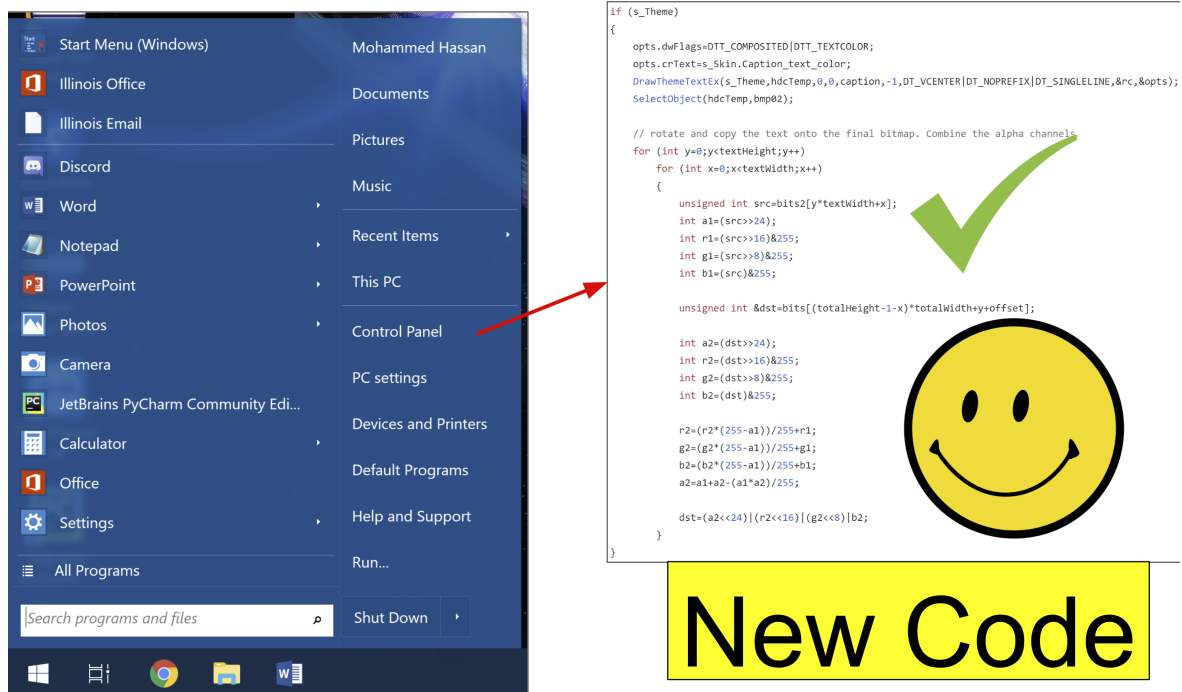 Start Menu (Windows)
Illinois Office
Illinois Email
Discord
Word
Notepad
PowerPoint
Photos
Camera
JetBrains PyCharm Community Edi...
Calculator
Office
Settings
All Programs
Search programs and files
Mohammed Hassan
Documents
Pictures
Music
Recent Items
This PC
Control Panel
PC settings
Devices and Printers
Default Programs
Help and Support
Run...
Shut Down
if (s_Theme)
{
opts.dwFlags=DTT_COMPOSITED|DTT_TEXTCOLOR;
opts.crText=s_Skin.Caption_text_color;
DrawThemeTextEx(s_Theme,hdcTemp,0,0,caption,-1,DT_VCENTER|DT_NOPREFIX|DT_SINGLELINE,&rc,&opts);
SelectObject(hdcTemp,bmp02);
// rotate and copy the text onto the final bitmap. Combine the alpha channels
for (int y=0;y<textHeight;y++)
for (int x=0;x<textWidth;x++)
{
unsigned int src=bits2[y*textWidth+x];
int a1=(src>>24);
int r1=(src>>16)&255;
int g1=(src>>8)&255;
int b1=(src)&255;
unsigned int &dst=bits[(totalHeight-1-x)*totalWidth+y+offset];
int a2=(dst>>24);
int r2=(dst>>16)&255;
int g2=(dst>>8)&255;
int b2=(dst)&255;
r2=(r2*(255-a1))/255+r1;
g2=(g2*(255-a1))/255+g1;
b2=(b2*(255-a1))/255+b1;
a2=a1+a2-(a1*a2)/255;
dst=(a2<<24)|(r2<<16)|(g2<<8)|b2;
}
}
New Code